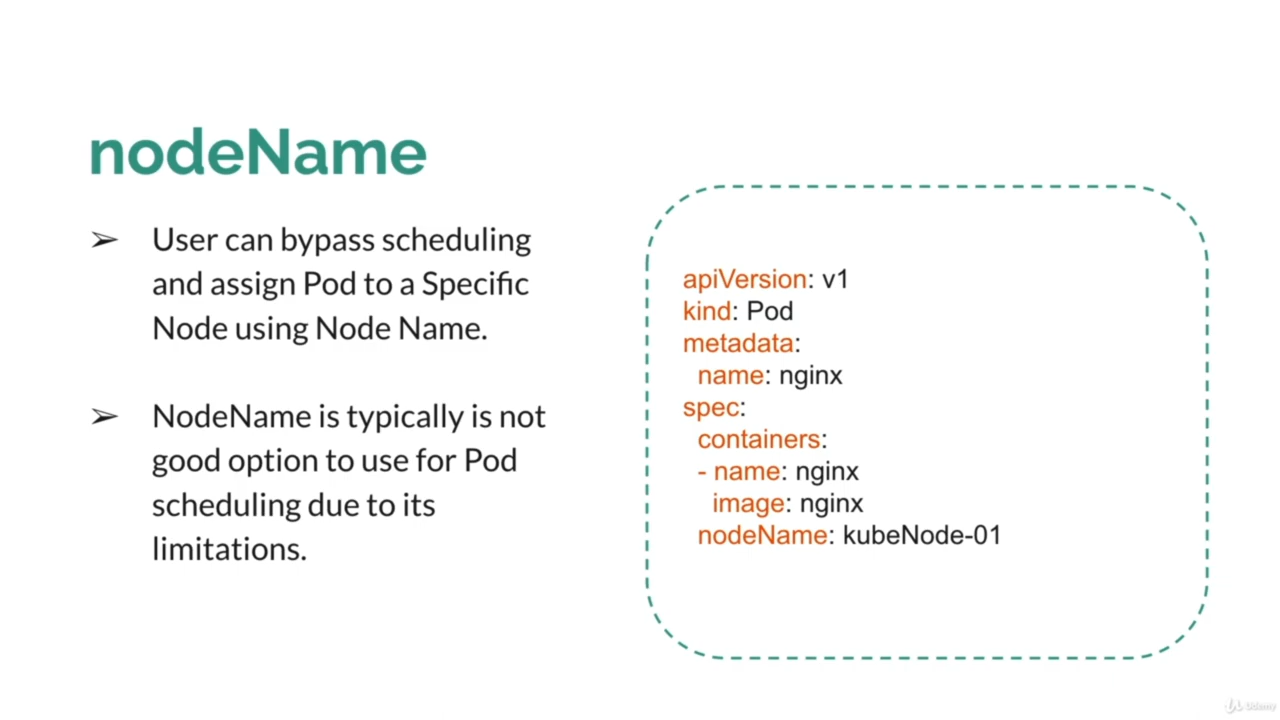 nodeName
➢ User can bypass scheduling
and assign Pod to a Specific
Node using Node Name.
➢ NodeName is typically is not
good option to use for Pod
scheduling due to its
limitations.
apiVersion: v1
kind: Pod
metadata:
  name: nginx
spec:
  containers:
  - name: nginx
    image: nginx
  nodeName: kubeNode-01
Udemy